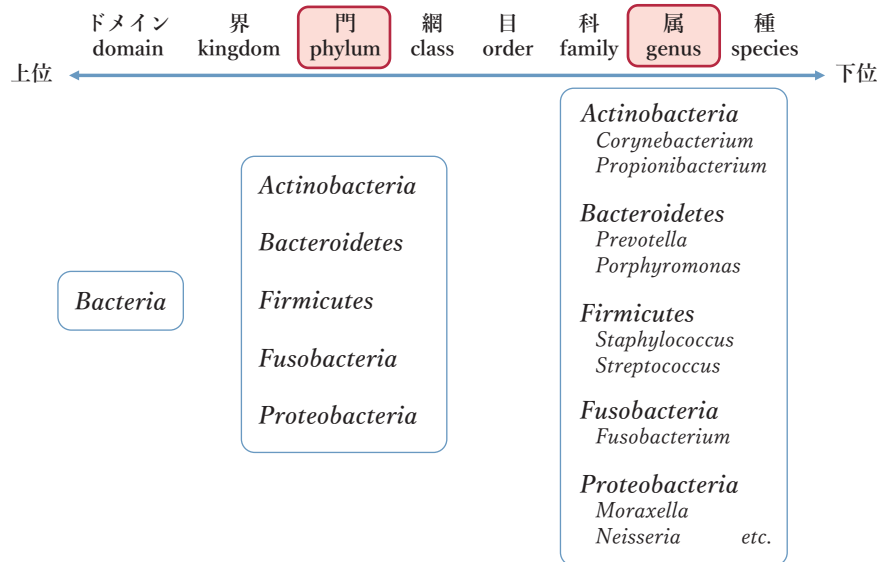 ドメイン 界 門 網 目 科 属 種
domain kingdom phylum class order family genus species
上位 下位
Bacteria
Actinobacteria
Bacteroidetes
Firmicutes
Fusobacteria
Proteobacteria
Actinobacteria
Corynebacterium
Propionibacterium
Bacteroidetes
Prevotella
Porphyromonas
Firmicutes
Staphylococcus
Streptococcus
Fusobacteria
Fusobacterium
Proteobacteria
Moraxella
Neisseria etc.